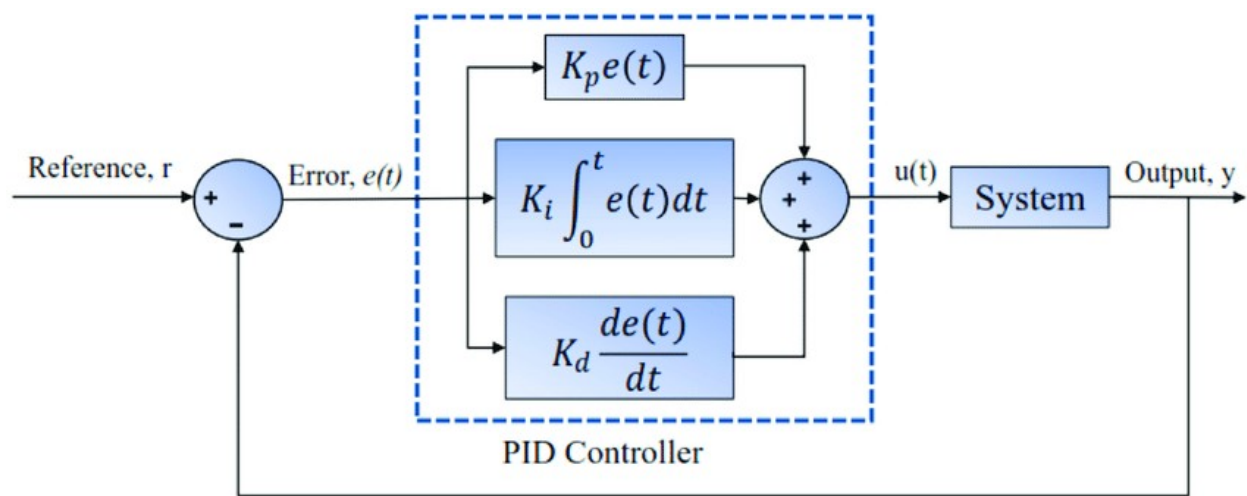 K_p e(t)
Reference, r
Error, e(t)
u(t)
Output, y
+
-
K_i ∫_0^t e(t)dt
+
+
+
System
K_d de(t)/dt
PID Controller